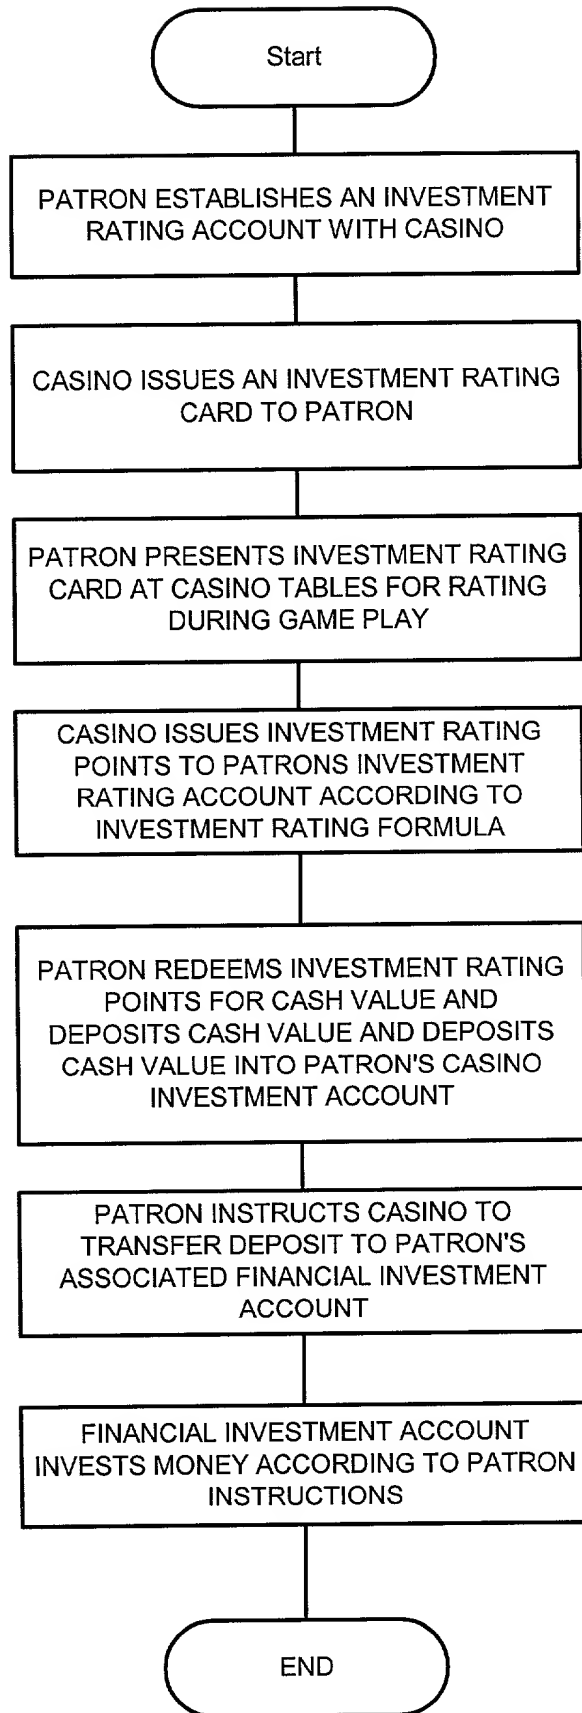 Start
PATRON ESTABLISHES AN INVESTMENT
RATING ACCOUNT WITH CASINO
CASINO ISSUES AN INVESTMENT RATING
CARD TO PATRON
PATRON PRESENTS INVESTMENT RATING
CARD AT CASINO TABLES FOR RATING
DURING GAME PLAY
CASINO ISSUES INVESTMENT RATING
POINTS TO PATRONS INVESTMENT
RATING ACCOUNT ACCORDING TO
INVESTMENT RATING FORMULA
PATRON REDEEMS INVESTMENT RATING
POINTS FOR CASH VALUE AND
DEPOSITS CASH VALUE AND DEPOSITS
CASH VALUE INTO PATRON'S CASINO
INVESTMENT ACCOUNT
PATRON INSTRUCTS CASINO TO
TRANSFER DEPOSIT TO PATRON'S
ASSOCIATED FINANCIAL INVESTMENT
ACCOUNT
FINANCIAL INVESTMENT ACCOUNT
INVESTS MONEY ACCORDING TO PATRON
INSTRUCTIONS
END